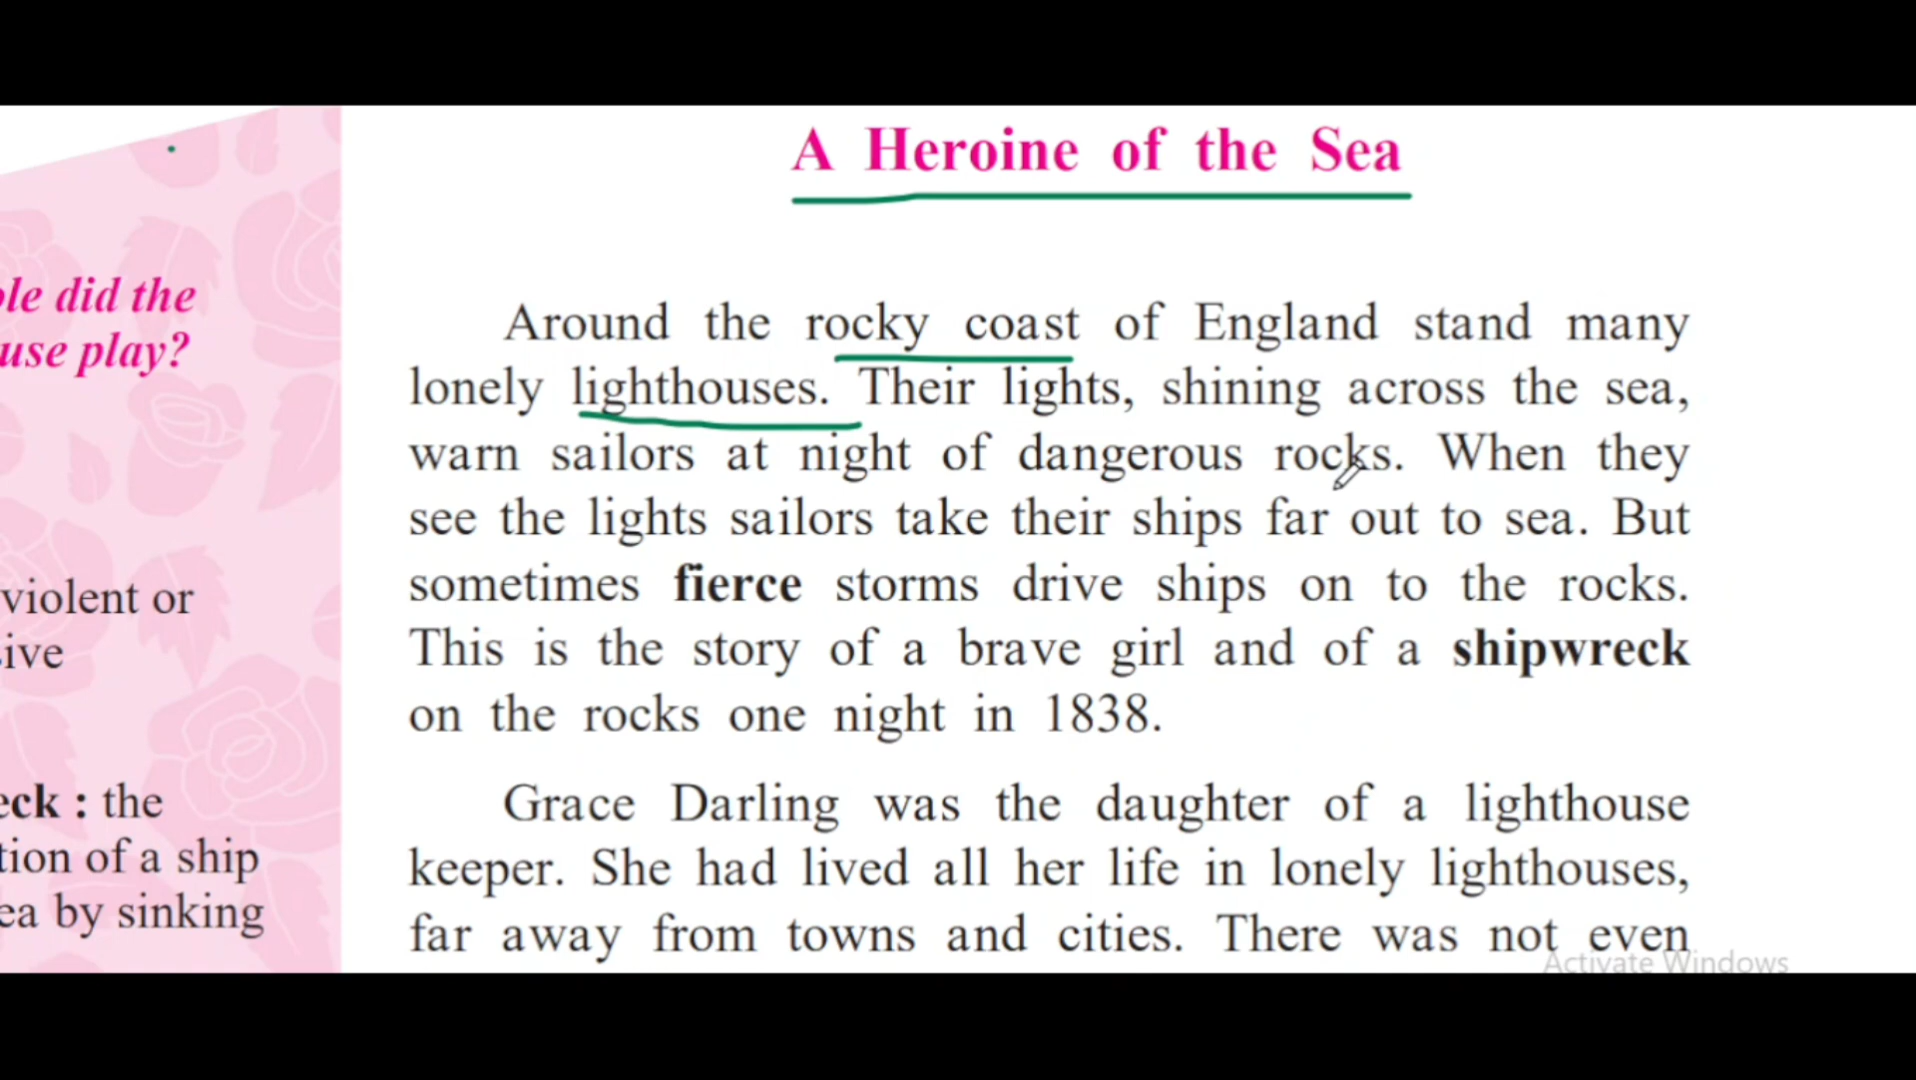 A Heroine of the Sea
ole did the
use play?
violent or
ive
eck : the
tion of a ship
ea by sinking
Around the rocky coast of England stand many
lonely lighthouses. Their lights, shining across the sea,
warn sailors at night of dangerous rocks. When they
see the lights sailors take their ships far out to sea. But
sometimes fierce storms drive ships on to the rocks.
This is the story of a brave girl and of a shipwreck
on the rocks one night in 1838.
Grace Darling was the daughter of a lighthouse
keeper. She had lived all her life in lonely lighthouses,
far away from towns and cities. There was not even
Activate Windows